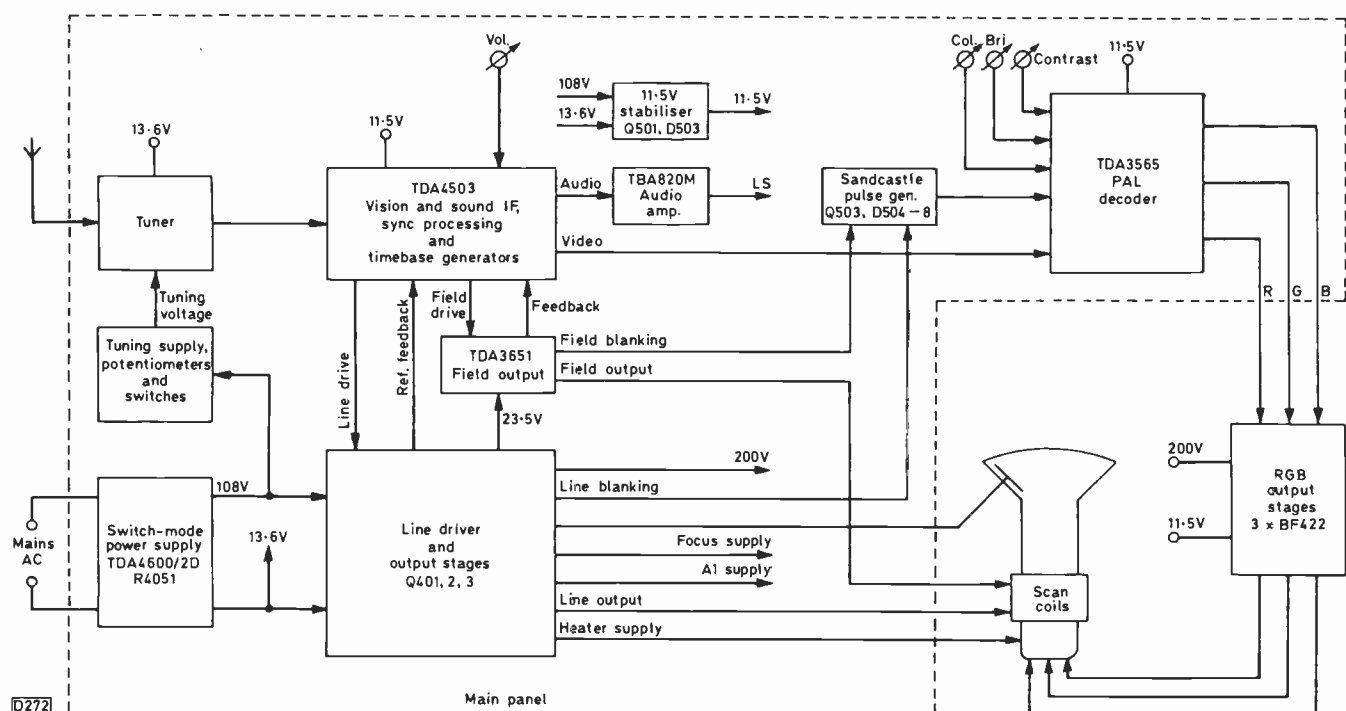 Vol.
Col.
Bri
Contrast
11·5V
13·6V
11·5V
108V
13·6V
11·5V
stabiliser
Q501, D503
11·5V
Tuner
TDA4503
Vision and sound IF,
sync processing
and
timebase generators
Audio
TBA820M
Audio
amp.
LS
Sandcastle
pulse gen.
Q503, D504–8
TDA3565
PAL
decoder
Video
Tuning
voltage
Field
drive
Feedback
Line drive
Ref. feedback
R
G
B
Tuning supply,
potentiometers
and
switches
TDA3651
Field output
Field blanking
Field output
23·5V
Mains
AC
Switch-mode
power supply
TDA4600/2D
R4051
108V
13·6V
Line driver
and
output stages
Q401, 2, 3
200V
Line blanking
Focus supply
A1 supply
Line output
Heater supply
Scan
coils
200V
11·5V
RGB
output
stages
3 x BF422
Main panel
D272